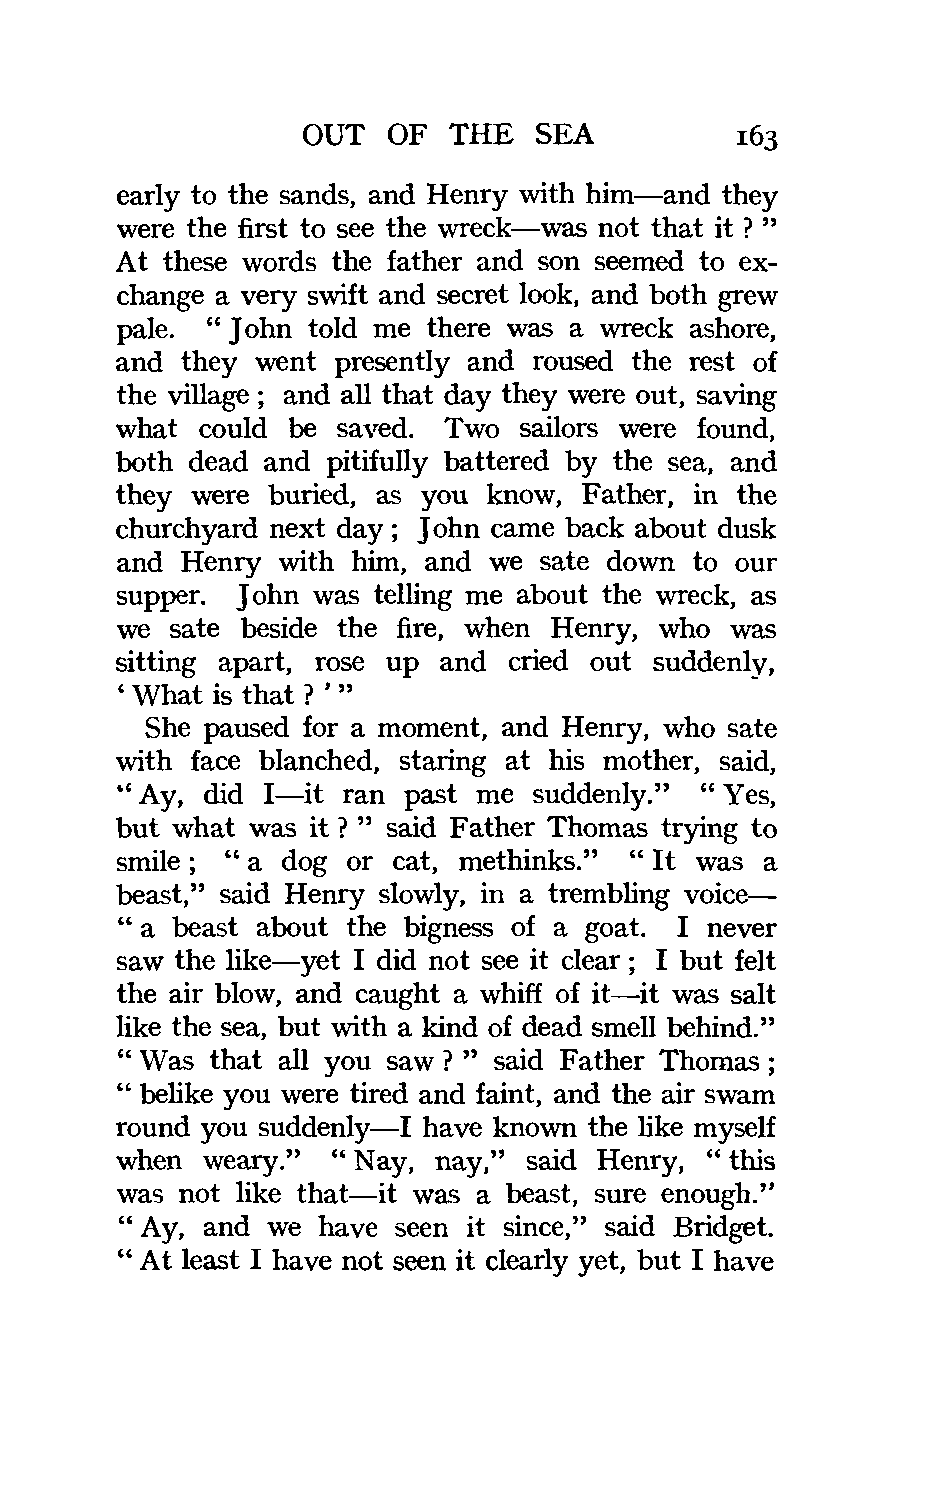 OUT OF THE SEA 163
early to the sands, and Henry with him—and they
were the first to see the wreck—was not that it ? ”
At these words the father and son seemed to ex-
change a very swift and secret look, and both grew
pale. “ John told me there was a wreck ashore,
and they went presently and roused the rest of
the village ; and all that day they were out, saving
what could be saved. Two sailors were found,
both dead and pitifully battered by the sea, and
they were buried, as you know, Father, in the
churchyard next day ; John came back about dusk
and Henry with him, and we sate down to our
supper. John was telling me about the wreck, as
we sate beside the fire, when Henry, who was
sitting apart, rose up and cried out suddenly,
‘ What is that ? ’ ”
She paused for a moment, and Henry, who sate
with face blanched, staring at his mother, said,
“ Ay, did I—it ran past me suddenly.” “ Yes,
but what was it ? ” said Father Thomas trying to
smile ; “ a dog or cat, methinks.” “ It was a
beast,” said Henry slowly, in a trembling voice—
“ a beast about the bigness of a goat. I never
saw the like—yet I did not see it clear ; I but felt
the air blow, and caught a whiff of it—it was salt
like the sea, but with a kind of dead smell behind.”
“ Was that all you saw ? ” said Father Thomas ;
“ belike you were tired and faint, and the air swam
round you suddenly—I have known the like myself
when weary.” “ Nay, nay,” said Henry, “ this
was not like that—it was a beast, sure enough.”
“ Ay, and we have seen it since,” said Bridget.
“ At least I have not seen it clearly yet, but I have